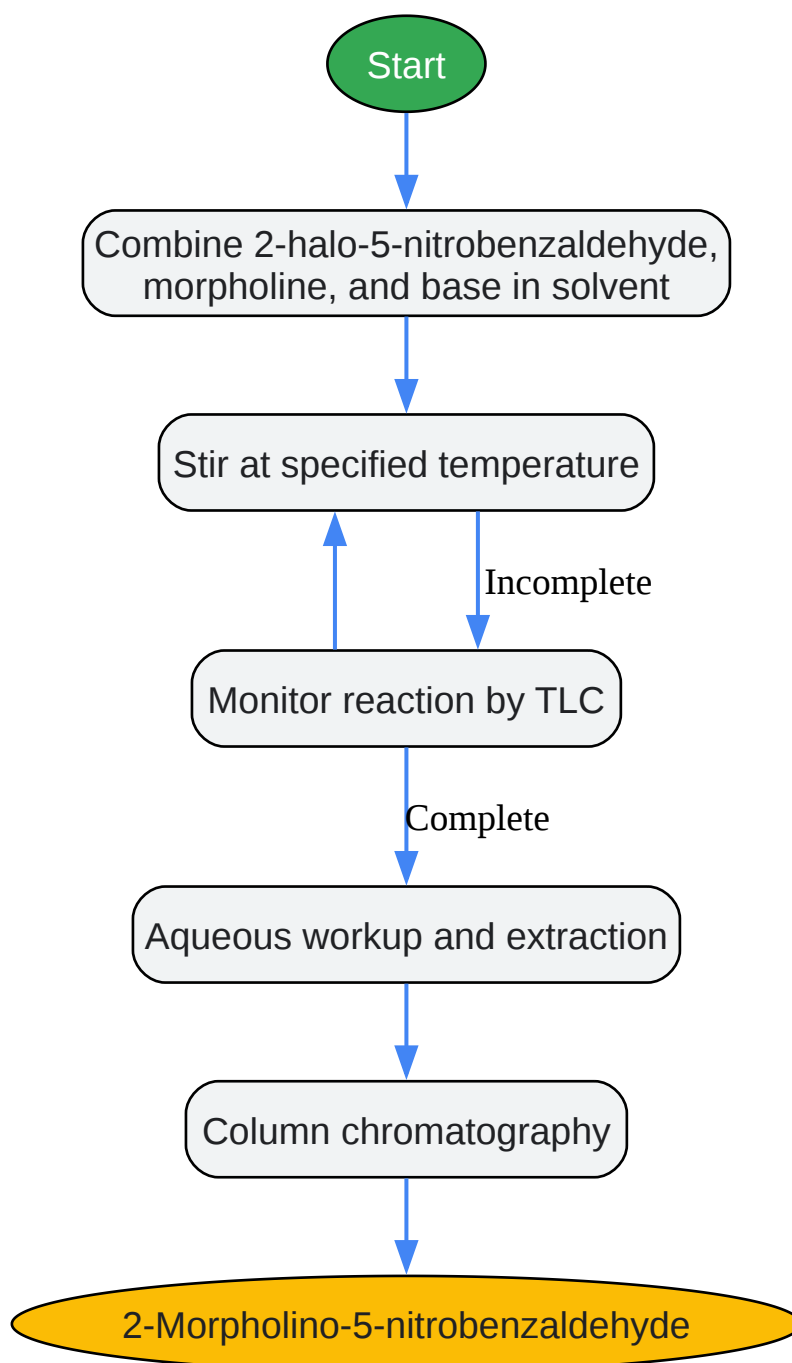 Start
Combine 2-halo-5-nitrobenzaldehyde,
morpholine, and base in solvent
Stir at specified temperature
Incomplete
Monitor reaction by TLC
Complete
Aqueous workup and extraction
Column chromatography
2-Morpholino-5-nitrobenzaldehyde